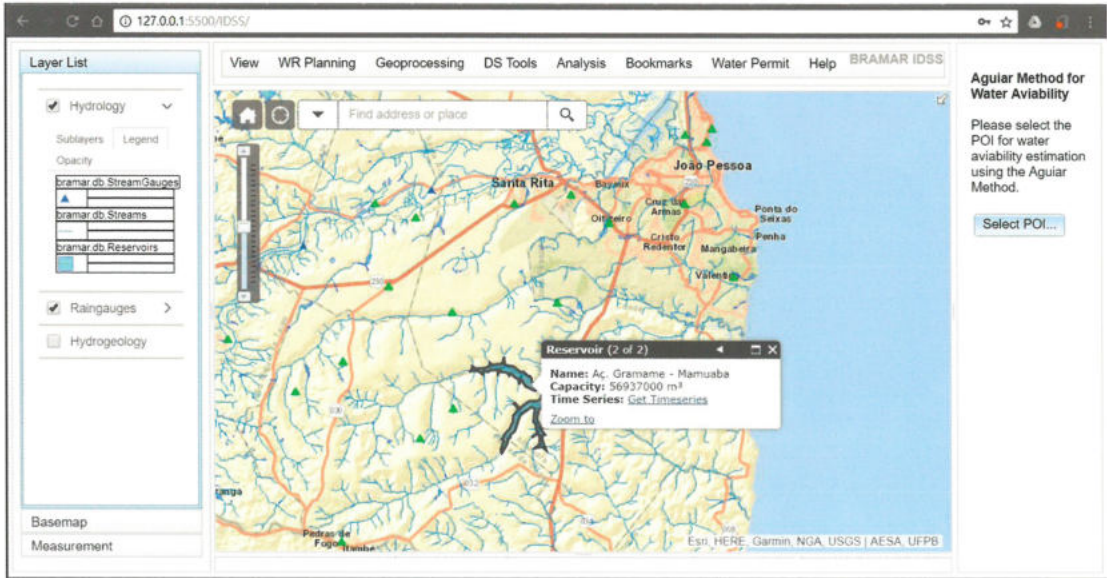 127.0.0.1:5500/IDSS/
Layer List
Hydrology
Sublayers Legend
Opacity
bramar.db.StreamGauges
bramar.db.Streams
bramar.db.Reservoirs
Raingauges
Hydrogeology
Basemap
Measurement
View WR Planning Geoprocessing DS Tools Analysis Bookmarks Water Permit Help BRAMAR IDSS
Find address or place
João Pessoa
Santa Rita
Bayeux
Cruz das
Armas
Oitizeiro
Ponta do
Seixas
Cristo
Redentor
Penha
Mangabeira
Valentina
Reservoir (2 of 2)
Name: Aç. Gramame - Mamuaba
Capacity: 56937000 m³
Time Series: Get Timeseries
Zoom to
Pedras de
Fogo
Itambé
Esri, HERE, Garmin, NGA, USGS | AESA, UFPB
Aguiar Method for
Water Aviability
Please select the
POI for water
aviability estimation
using the Aguiar
Method.
Select POI...